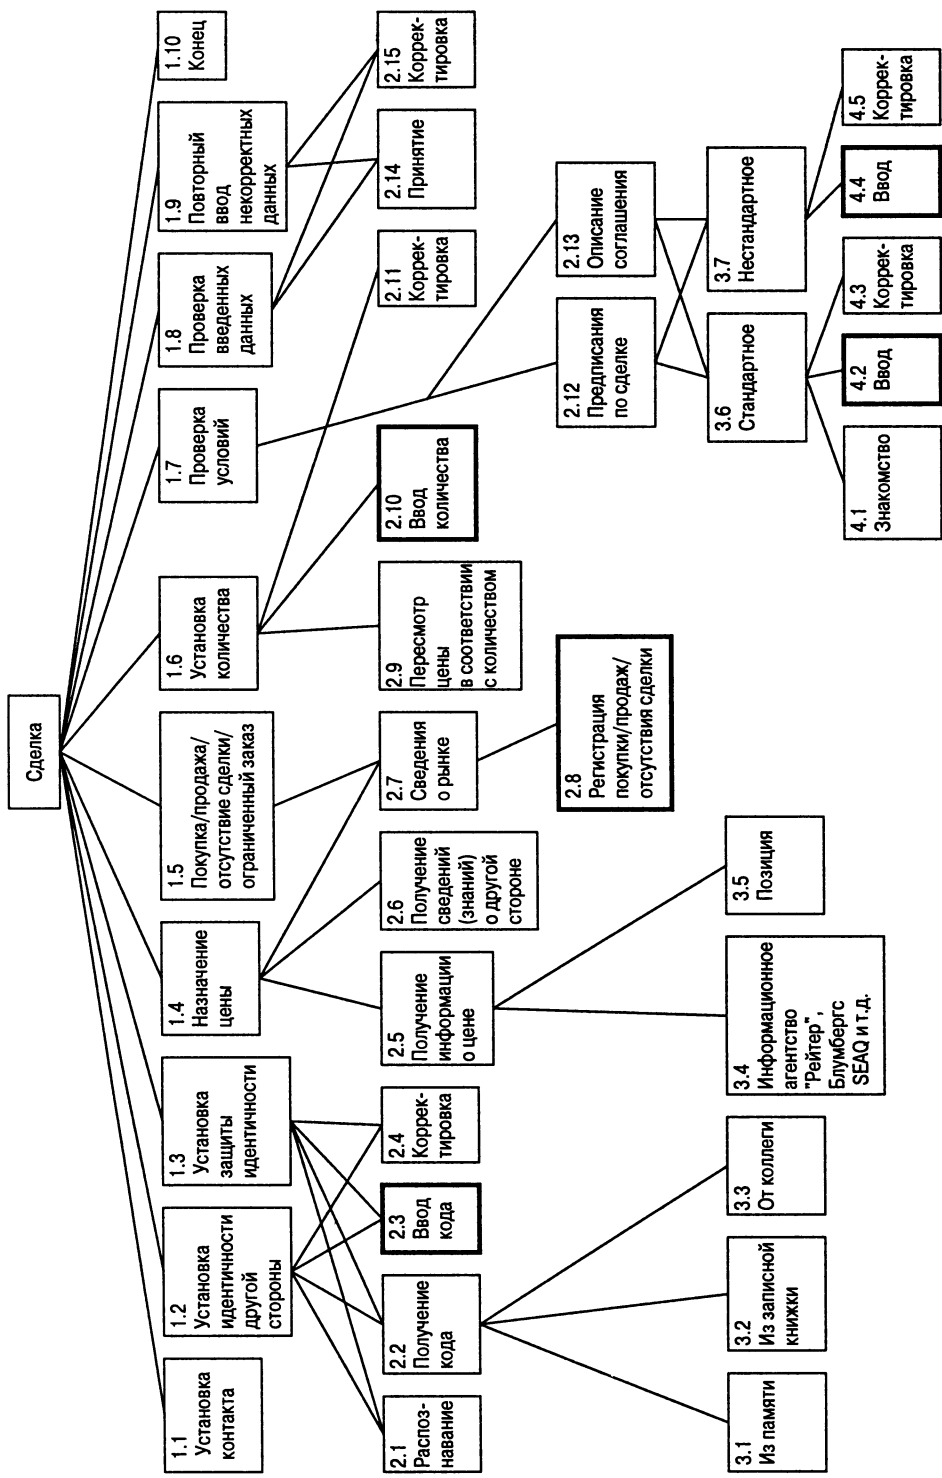 Сделка
1.1
Установка
контакта
1.2
Установка
идентичности
другой
стороны
1.3
Установка
защиты
идентичности
1.4
Назначение
цены
1.5
Покупка/продажа/
отсутствие сделки/
ограниченный заказ
1.6
Установка
количества
1.7
Проверка
условий
1.8
Проверка
введенных
данных
1.9
Повторный
ввод
некорректных
данных
1.10
Конец
2.1
Распоз-
навание
2.2
Получение
кода
2.3
Ввод
кода
2.4
Коррек-
тировка
2.5
Получение
информации
о цене
2.6
Получение
сведений
(знаний)
о другой
стороне
2.7
Сведения
о рынке
2.9
Пересмотр
цены
в соответствии
с количеством
2.10
Ввод
количества
2.11
Коррек-
тировка
2.14
Принятие
2.15
Коррек-
тировка
2.8
Регистрация
покупки/продаж/
отсутствия сделки
2.12
Предписания
по сделке
2.13
Описание
соглашения
3.1
Из памяти
3.2
Из записной
книжки
3.3
От коллеги
3.4
Информационное
агентство
"Рейтер",
Блумбергс
SEAQ и т.д.
3.5
Позиция
3.6
Стандартное
3.7
Нестандартное
4.1
Знакомство
4.2
Ввод
4.3
Коррек-
тировка
4.4
Ввод
4.5
Коррек-
тировка